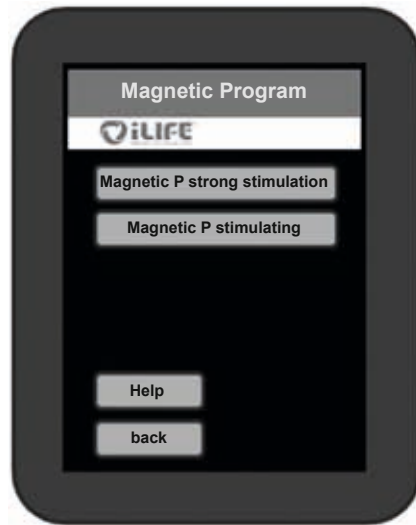 Magnetic Program
iLIFE
Magnetic P strong stimulation
Magnetic P stimulating
Help
back